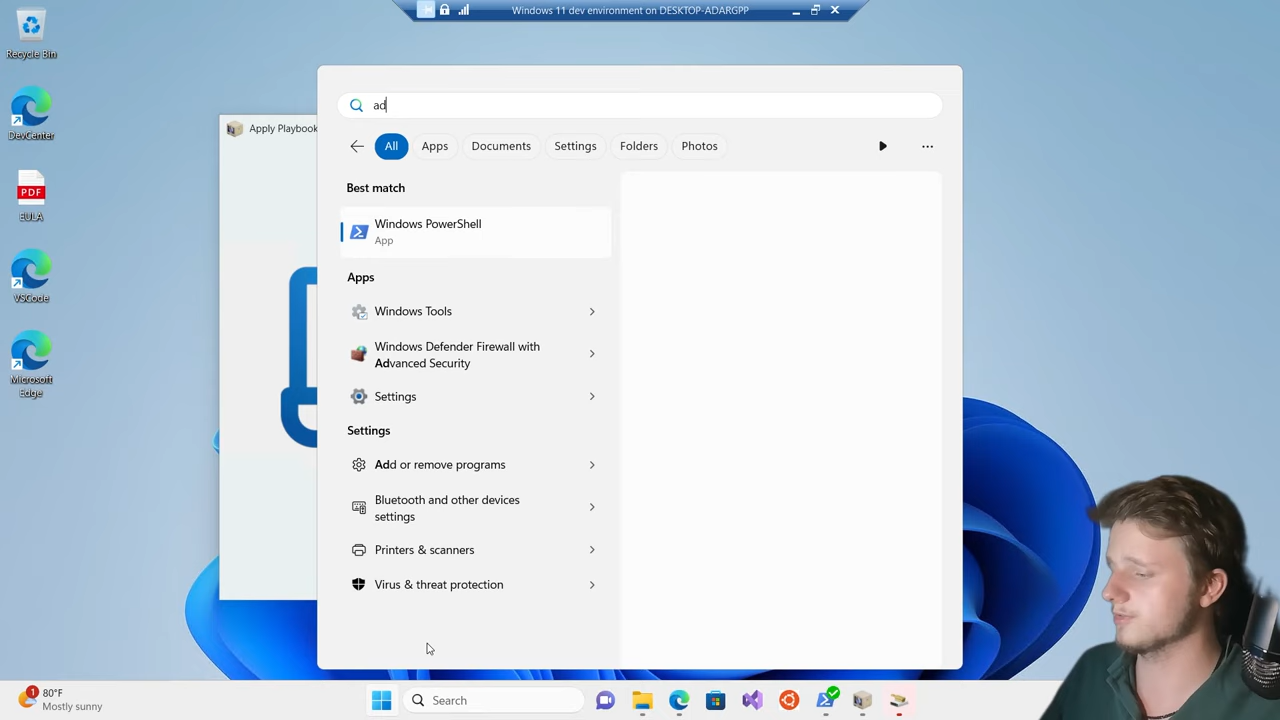 Windows 11 dev environment on DESKTOP-ADARGPP
Recycle Bin
DevCenter
PDF
EULA
VSCode
Microsoft
Edge
Apply Playbook
ad
All
Apps
Documents
Settings
Folders
Photos
Best match
Windows PowerShell
App
Apps
Windows Tools
Windows Defender Firewall with
Advanced Security
Settings
Settings
Add or remove programs
Bluetooth and other devices
settings
Printers & scanners
Virus & threat protection
1
80°F
Mostly sunny
Search